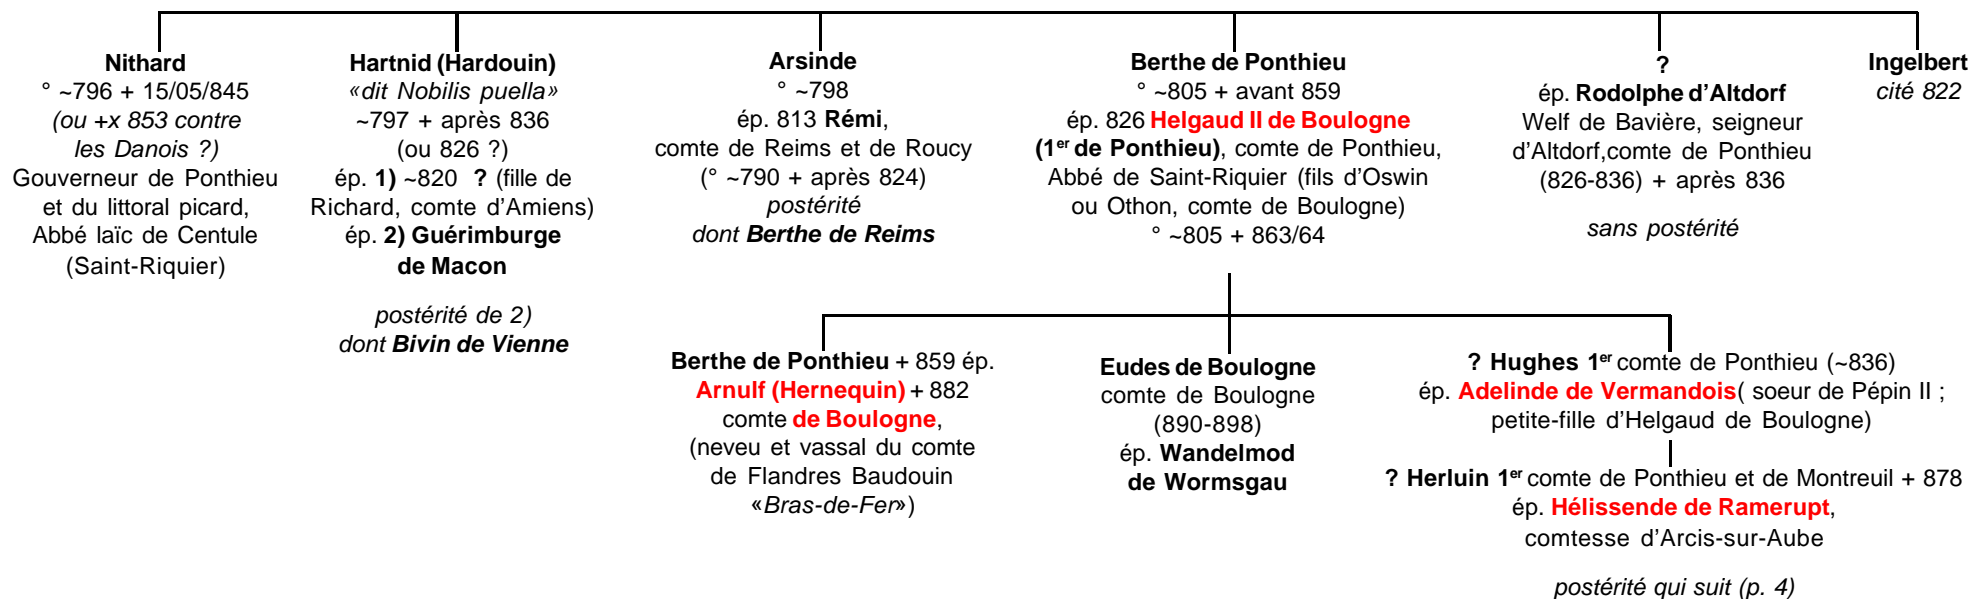 Nithard
° ~796 + 15/05/845
(ou +x 853 contre
les Danois ?)
Gouverneur de Ponthieu
et du littoral picard,
Abbé laïc de Centule
(Saint-Riquier)
Hartnid (Hardouin)
«dit Nobilis puella»
~797 + après 836
(ou 826 ?)
ép. 1) ~820 ? (fille de
Richard, comte d'Amiens)
ép. 2) Guérimburge
de Macon
postérité de 2)
dont Bivin de Vienne
Arsinde
° ~798
ép. 813 Rémi,
comte de Reims et de Roucy
(° ~790 + après 824)
postérité
dont Berthe de Reims
Berthe de Ponthieu
° ~805 + avant 859
ép. 826 Helgaud II de Boulogne
(1er de Ponthieu), comte de Ponthieu,
Abbé de Saint-Riquier (fils d'Oswin
ou Othon, comte de Boulogne)
° ~805 + 863/64
?
ép. Rodolphe d'Altdorf
Welf de Bavière, seigneur
d'Altdorf,comte de Ponthieu
(826-836) + après 836
sans postérité
Ingelbert
cité 822
Berthe de Ponthieu + 859 ép.
Arnulf (Hernequin) + 882
comte de Boulogne,
(neveu et vassal du comte
de Flandres Baudouin
«Bras-de-Fer»)
Eudes de Boulogne
comte de Boulogne
(890-898)
ép. Wandelmod
de Wormsgau
? Hughes 1er comte de Ponthieu (~836)
ép. Adelinde de Vermandois( soeur de Pépin II ;
petite-fille d'Helgaud de Boulogne)
? Herluin 1er comte de Ponthieu et de Montreuil + 878
ép. Hélissende de Ramerupt,
comtesse d'Arcis-sur-Aube
postérité qui suit (p. 4)